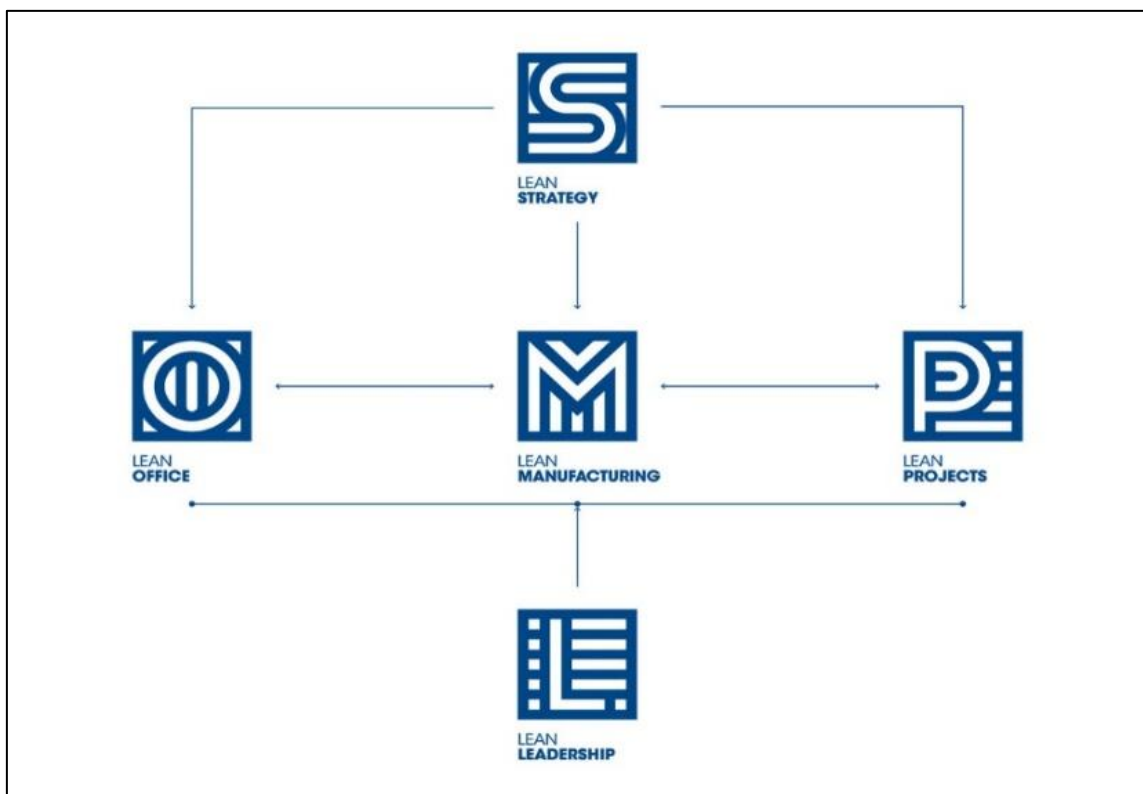 S
LEAN
STRATEGY
O
LEAN
OFFICE
M
LEAN
MANUFACTURING
P
LEAN
PROJECTS
L
LEAN
LEADERSHIP